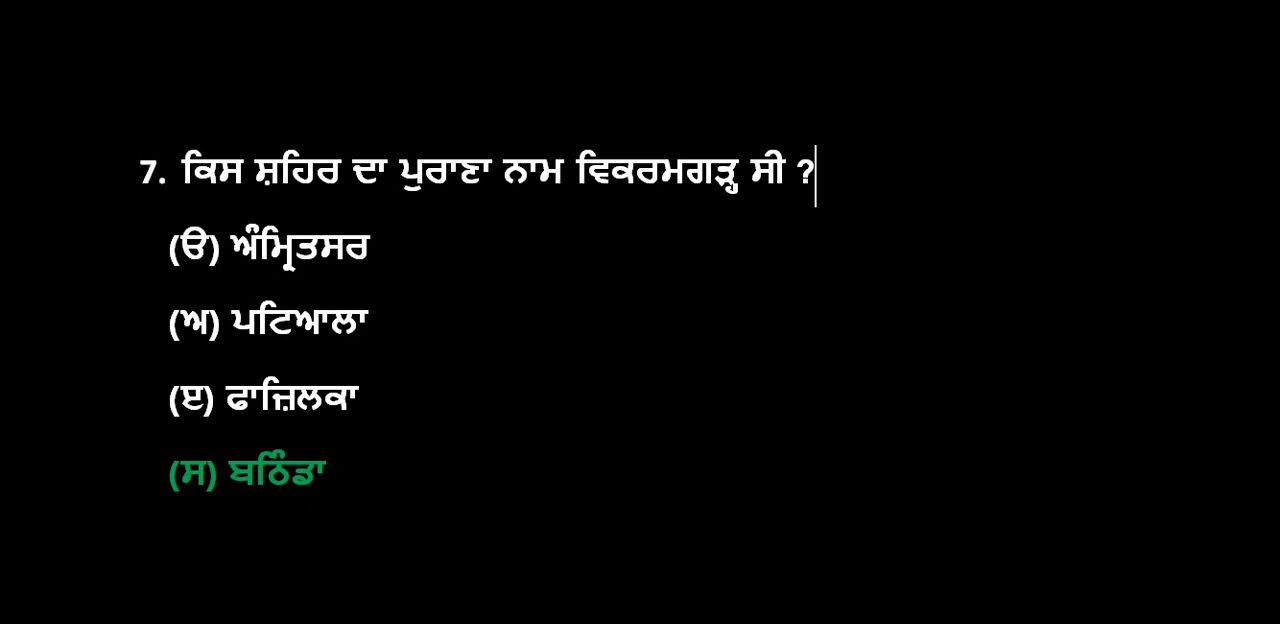 7. ਕਿਸ ਸ਼ਹਿਰ ਦਾ ਪੁਰਾਣਾ ਨਾਮ ਵਿਕਰਮਗੜ੍ਹ ਸੀ ?
(ੳ) ਅੰਮ੍ਰਿਤਸਰ
(ਅ) ਪਟਿਆਲਾ
(ੲ) ਫਾਜ਼ਿਲਕਾ
(ਸ) ਬਠਿੰਡਾ